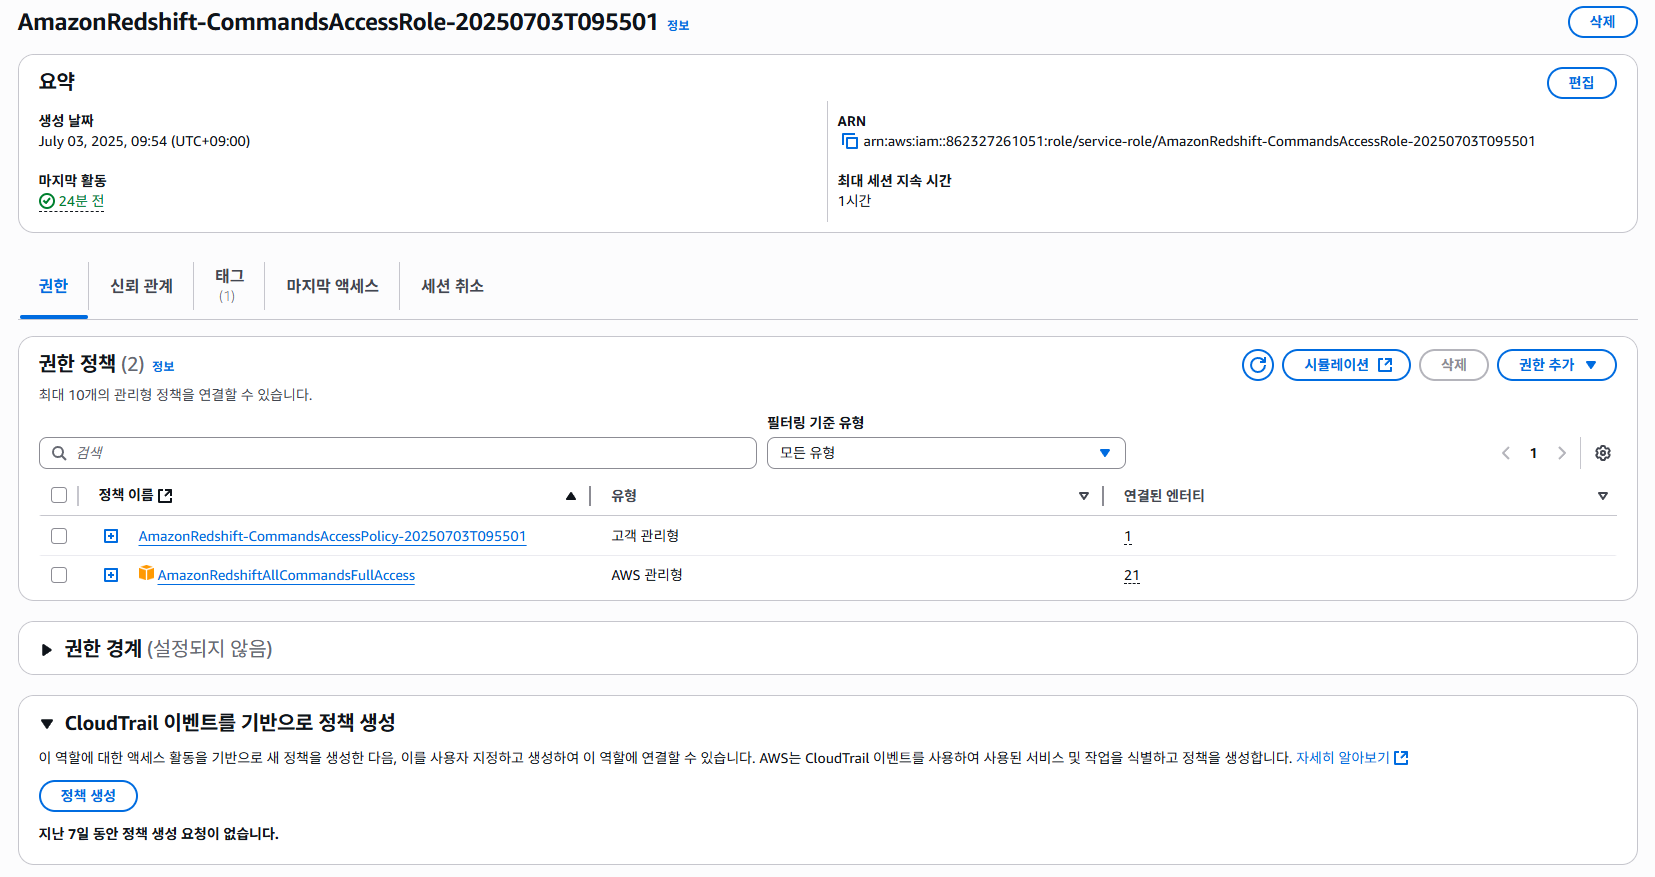 AmazonRedshift-CommandsAccessRole-20250703T095501 정보
삭제
요약
편집
생성 날짜
July 03, 2025, 09:54 (UTC+09:00)
ARN
arn:aws:iam::862327261051:role/service-role/AmazonRedshift-CommandsAccessRole-20250703T095501
마지막 활동
24분 전
최대 세션 지속 시간
1시간
권한
신뢰 관계
태그
(1)
마지막 액세스
세션 취소
권한 정책 (2) 정보
시뮬레이션
삭제
권한 추가
최대 10개의 관리형 정책을 연결할 수 있습니다.
필터링 기준 유형
검색
모든 유형
1
정책 이름
유형
연결된 엔터티
AmazonRedshift-CommandsAccessPolicy-20250703T095501
고객 관리형
1
AmazonRedshiftAllCommandsFullAccess
AWS 관리형
21
권한 경계 (설정되지 않음)
CloudTrail 이벤트를 기반으로 정책 생성
이 역할에 대한 액세스 활동을 기반으로 새 정책을 생성한 다음, 이를 사용자 지정하고 생성하여 이 역할에 연결할 수 있습니다. AWS는 CloudTrail 이벤트를 사용하여 사용된 서비스 및 작업을 식별하고 정책을 생성합니다. 자세히 알아보기
정책 생성
지난 7일 동안 정책 생성 요청이 없습니다.